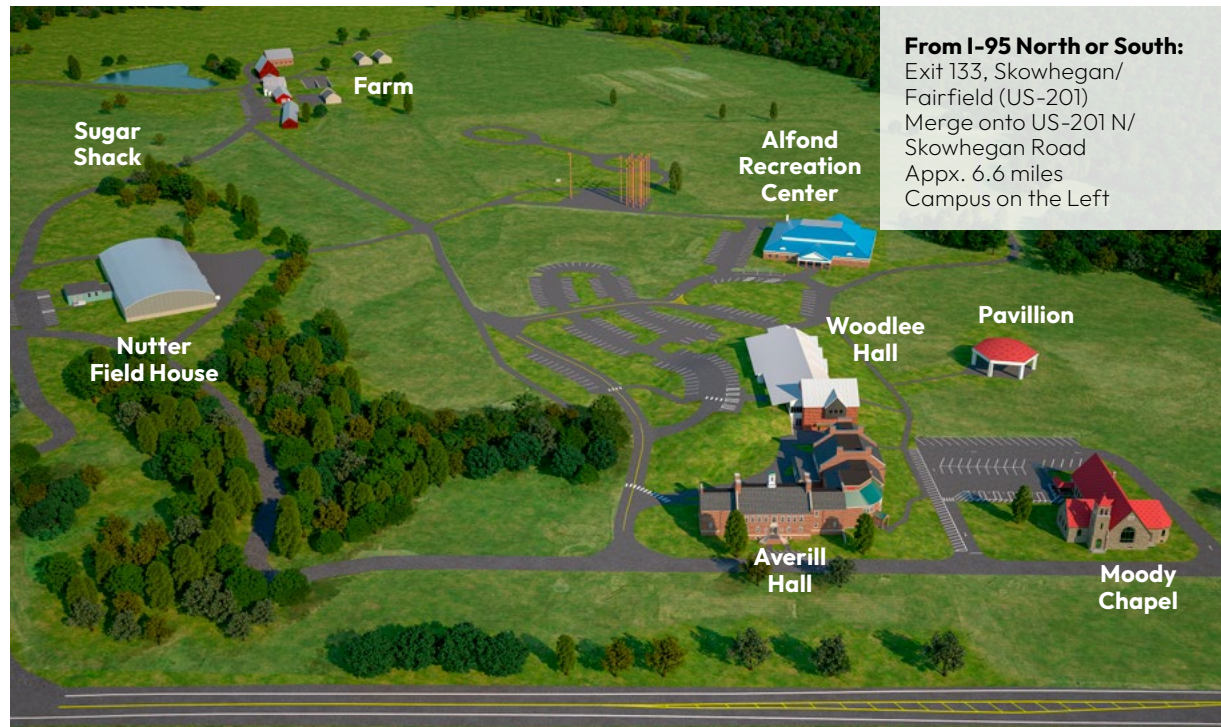 From I-95 North or South:
Exit 133, Skowhegan/
Fairfield (US-201)
Merge onto US-201 N/
Skowhegan Road
Appx. 6.6 miles
Campus on the Left
Farm
Sugar
Shack
Alfond
Recreation
Center
Nutter
Field House
Woodlee
Hall
Pavillion
Averill
Hall
Moody
Chapel